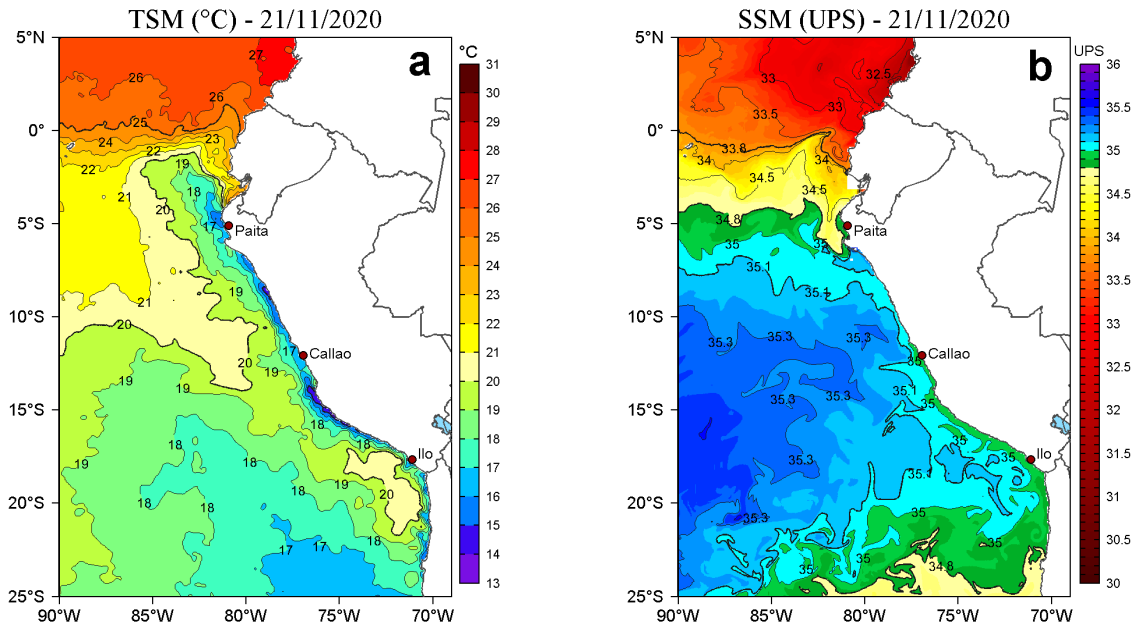 TSM (°C) - 21/11/2020
a
°C
31
30
29
28
27
26
25
24
23
22
21
20
19
18
17
16
15
14
13
5°N
0°
5°S
10°S
15°S
20°S
25°S
90°W
85°W
80°W
75°W
70°W
27
26
26
25
24
23
22
22
19
18
21
20
17
Paita
21
19
20
17
Callao
20
19
19
19
18
18
18
Ilo
19
18
19
20
18
18
18
18
17
17
SSM (UPS) - 21/11/2020
b
UPS
36
35.5
35
34.5
34
33.5
33
32.5
32
31.5
31
30.5
30
5°N
0°
5°S
10°S
15°S
20°S
25°S
90°W
85°W
80°W
75°W
70°W
33
32.5
33
33.5
33.8
34
34
34.5
34.5
34.8
35
35
Paita
35.1
35.1
35.3
35.3
35
Callao
35.3
35.3
35.1
35
35
35.3
35
35
Ilo
35.1
35.3
35
35
35
35
34.8